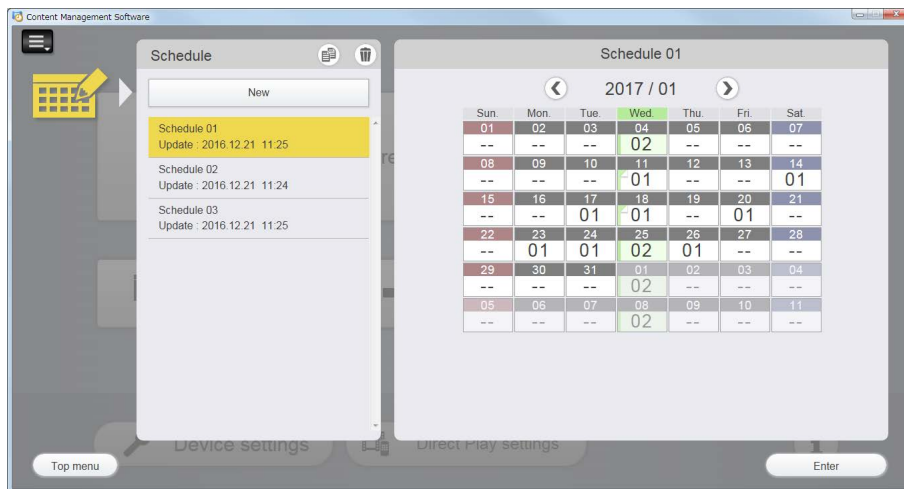 Content Management Software
Schedule
New
Schedule 01
Update : 2016.12.21 11:25
Schedule 02
Update : 2016.12.21 11:24
Schedule 03
Update : 2016.12.21 11:25
Schedule 01
2017 / 01
Sun. Mon. Tue. Wed. Thu. Fri. Sat.
01 02 03 04 05 06 07
-- -- -- 02 -- -- --
08 09 10 11 12 13 14
-- -- -- 01 -- -- 01
15 16 17 18 19 20 21
-- -- 01 01 -- 01 --
22 23 24 25 26 27 28
-- 01 01 02 01 -- --
29 30 31 01 02 03 04
-- -- -- 02 -- -- --
05 06 07 08 09 10 11
-- -- -- 02 -- -- --
Device settings
Direct Play settings
Top menu
Enter